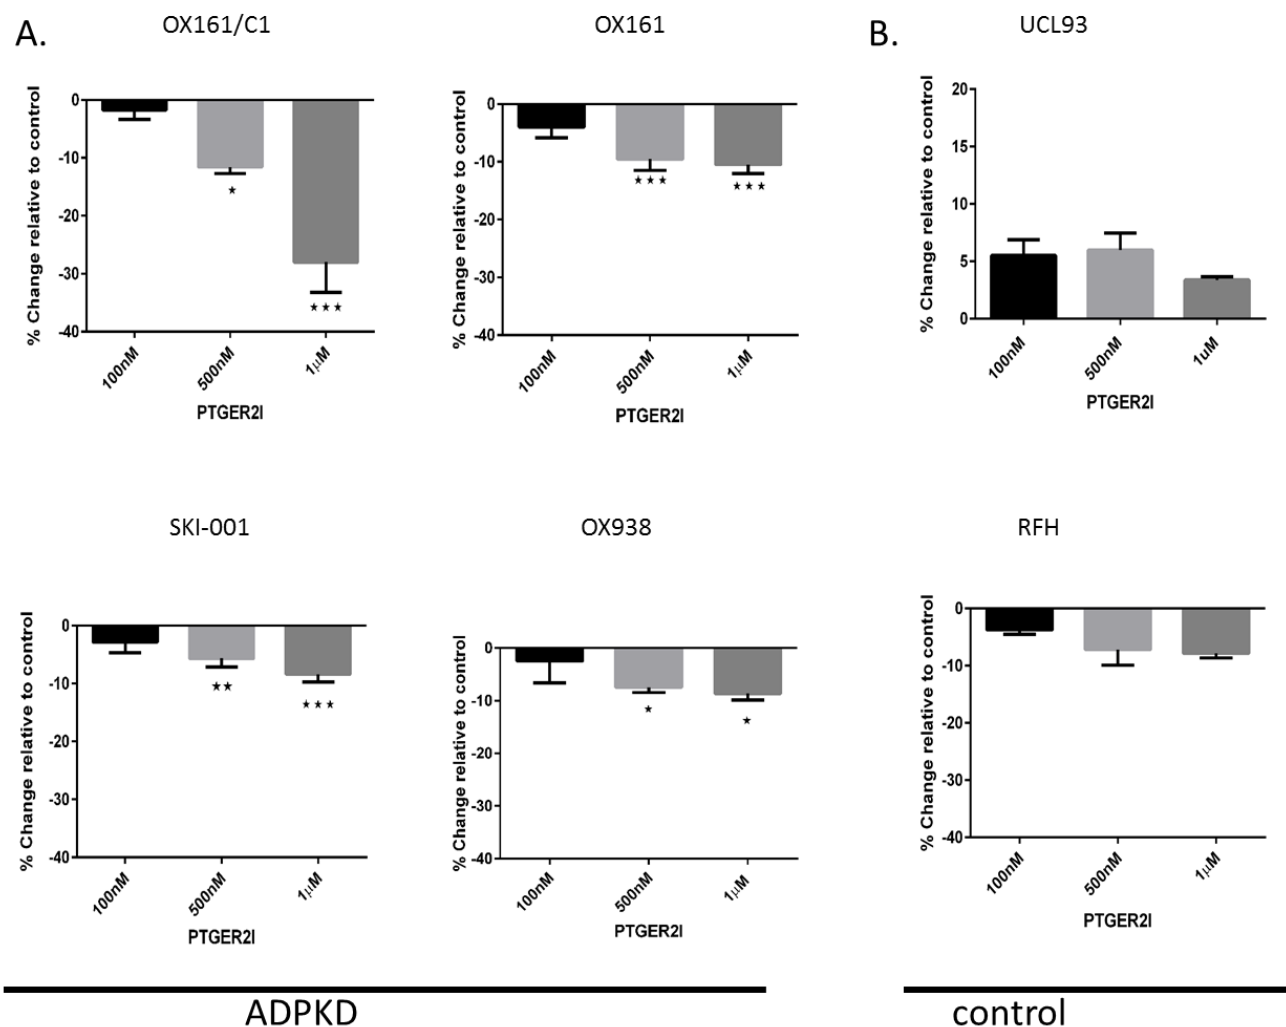 A.
OX161/C1
% Change relative to control
0
-10
-20
-30
-40
★
★★★
100nM
500nM
1μM
PTGER2I
OX161
% Change relative to control
0
-10
-20
-30
-40
★★★
★★★
100nM
500nM
1μM
PTGER2I
B.
UCL93
% Change relative to control
20
15
10
5
0
100nM
500nM
1uM
PTGER2I
SKI-001
% Change relative to control
0
-10
-20
-30
-40
★★
★★★
100nM
500nM
1μM
PTGER2I
OX938
% Change relative to control
0
-10
-20
-30
-40
★
★
100nM
500nM
1μM
PTGER2I
RFH
% Change relative to control
0
-10
-20
-30
-40
100nM
500nM
1μM
PTGER2I
ADPKD
control